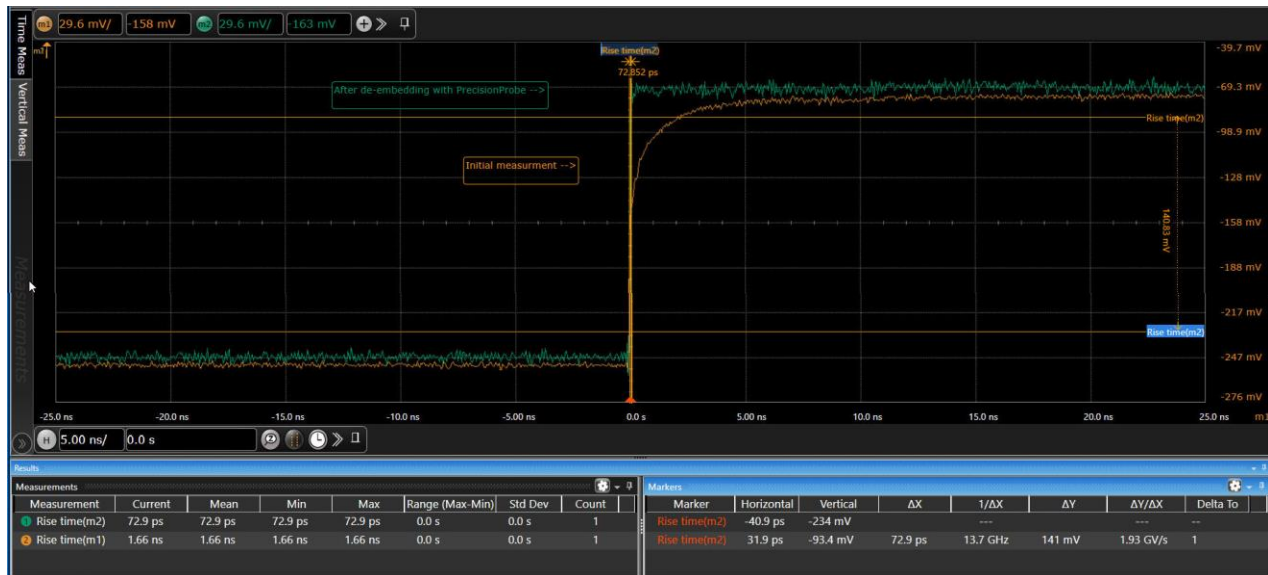 Time Meas
Vertical Meas
Measurements
m1 29.6 mV/ -158 mV m2 29.6 mV/ -163 mV
m1
Rise time(m2)
72.852 ps
After de-embedding with PrecisionProbe -->
Initial measurment -->
Rise time(m2)
140.83 mV
Rise time(m2)
-39.7 mV
-69.3 mV
-98.9 mV
-128 mV
-158 mV
-188 mV
-217 mV
-247 mV
-276 mV
-25.0 ns -20.0 ns -15.0 ns -10.0 ns -5.00 ns 0.0 s 5.00 ns 10.0 ns 15.0 ns 20.0 ns 25.0 ns m1
H 5.00 ns/ 0.0 s
Results
Measurements
Measurement Current Mean Min Max Range (Max-Min) Std Dev Count
1 Rise time(m2) 72.9 ps 72.9 ps 72.9 ps 72.9 ps 0.0 s 0.0 s 1
2 Rise time(m1) 1.66 ns 1.66 ns 1.66 ns 1.66 ns 0.0 s 0.0 s 1
Markers
Marker Horizontal Vertical ΔX 1/ΔX ΔY ΔY/ΔX Delta To
Rise time(m2) -40.9 ps -234 mV --- --- --
Rise time(m2) 31.9 ps -93.4 mV 72.9 ps 13.7 GHz 141 mV 1.93 GV/s 1